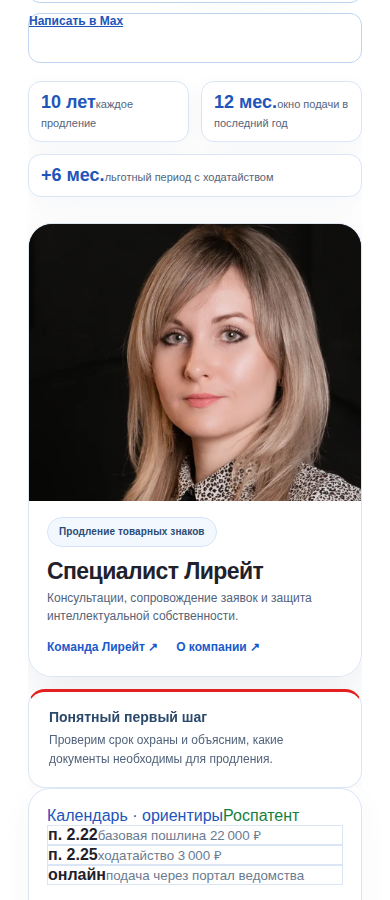 Написать в Max
10 лет каждое
продление
12 мес. окно подачи в
последний год
+6 мес. льготный период с ходатайством
Продление товарных знаков
Специалист Лирейт
Консультации, сопровождение заявок и защита
интеллектуальной собственности.
Команда Лирейт ↗ О компании ↗
Понятный первый шаг
Проверим срок охраны и объясним, какие
документы необходимы для продления.
Календарь · ориентирыРоспатент
п. 2.22базовая пошлина 22 000 ₽
п. 2.25ходатайство 3 000 ₽
онлайнподача через портал ведомства